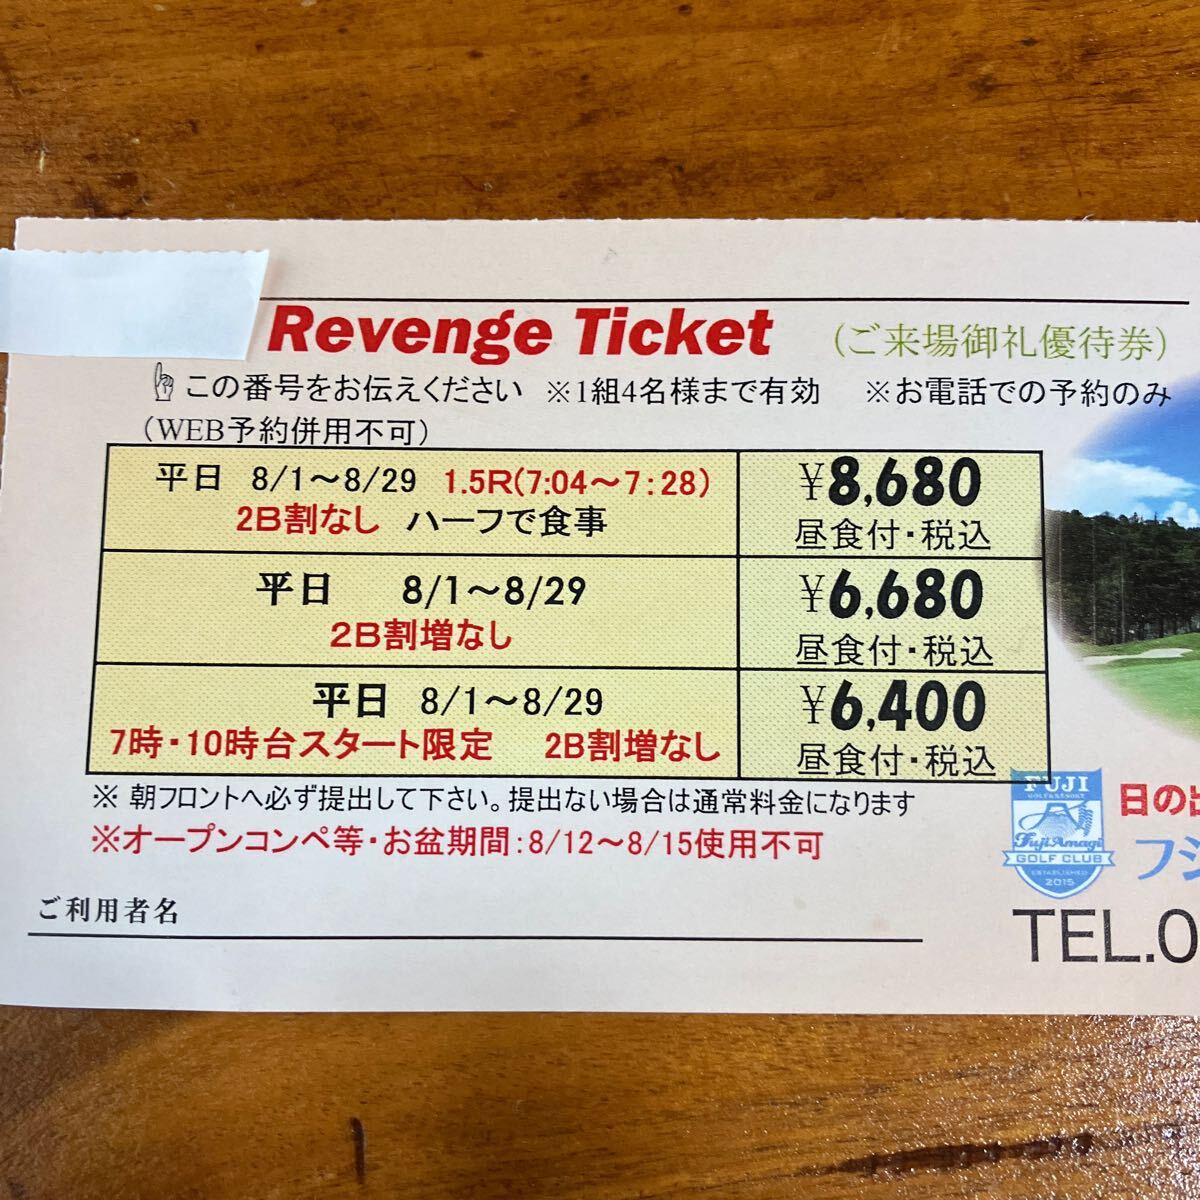 Revenge Ticket （ご来場御礼優待券）
☝この番号をお伝えください ※1組4名様まで有効 ※お電話での予約のみ
（WEB予約併用不可）
平日 8/1～8/29 1.5R(7:04～7:28)
2B割なし ハーフで食事
¥8,680
昼食付・税込
平日 8/1～8/29
2B割増なし
¥6,680
昼食付・税込
平日 8/1～8/29
7時・10時台スタート限定 2B割増なし
¥6,400
昼食付・税込
※ 朝フロントへ必ず提出して下さい。提出ない場合は通常料金になります
※オープンコンペ等・お盆期間：8/12～8/15使用不可
ご利用者名
FUJI
GOLF&RESORT
Fuji Amagi
GOLF CLUB
ESTABLISHED
2015
日の出
フジ
TEL.0